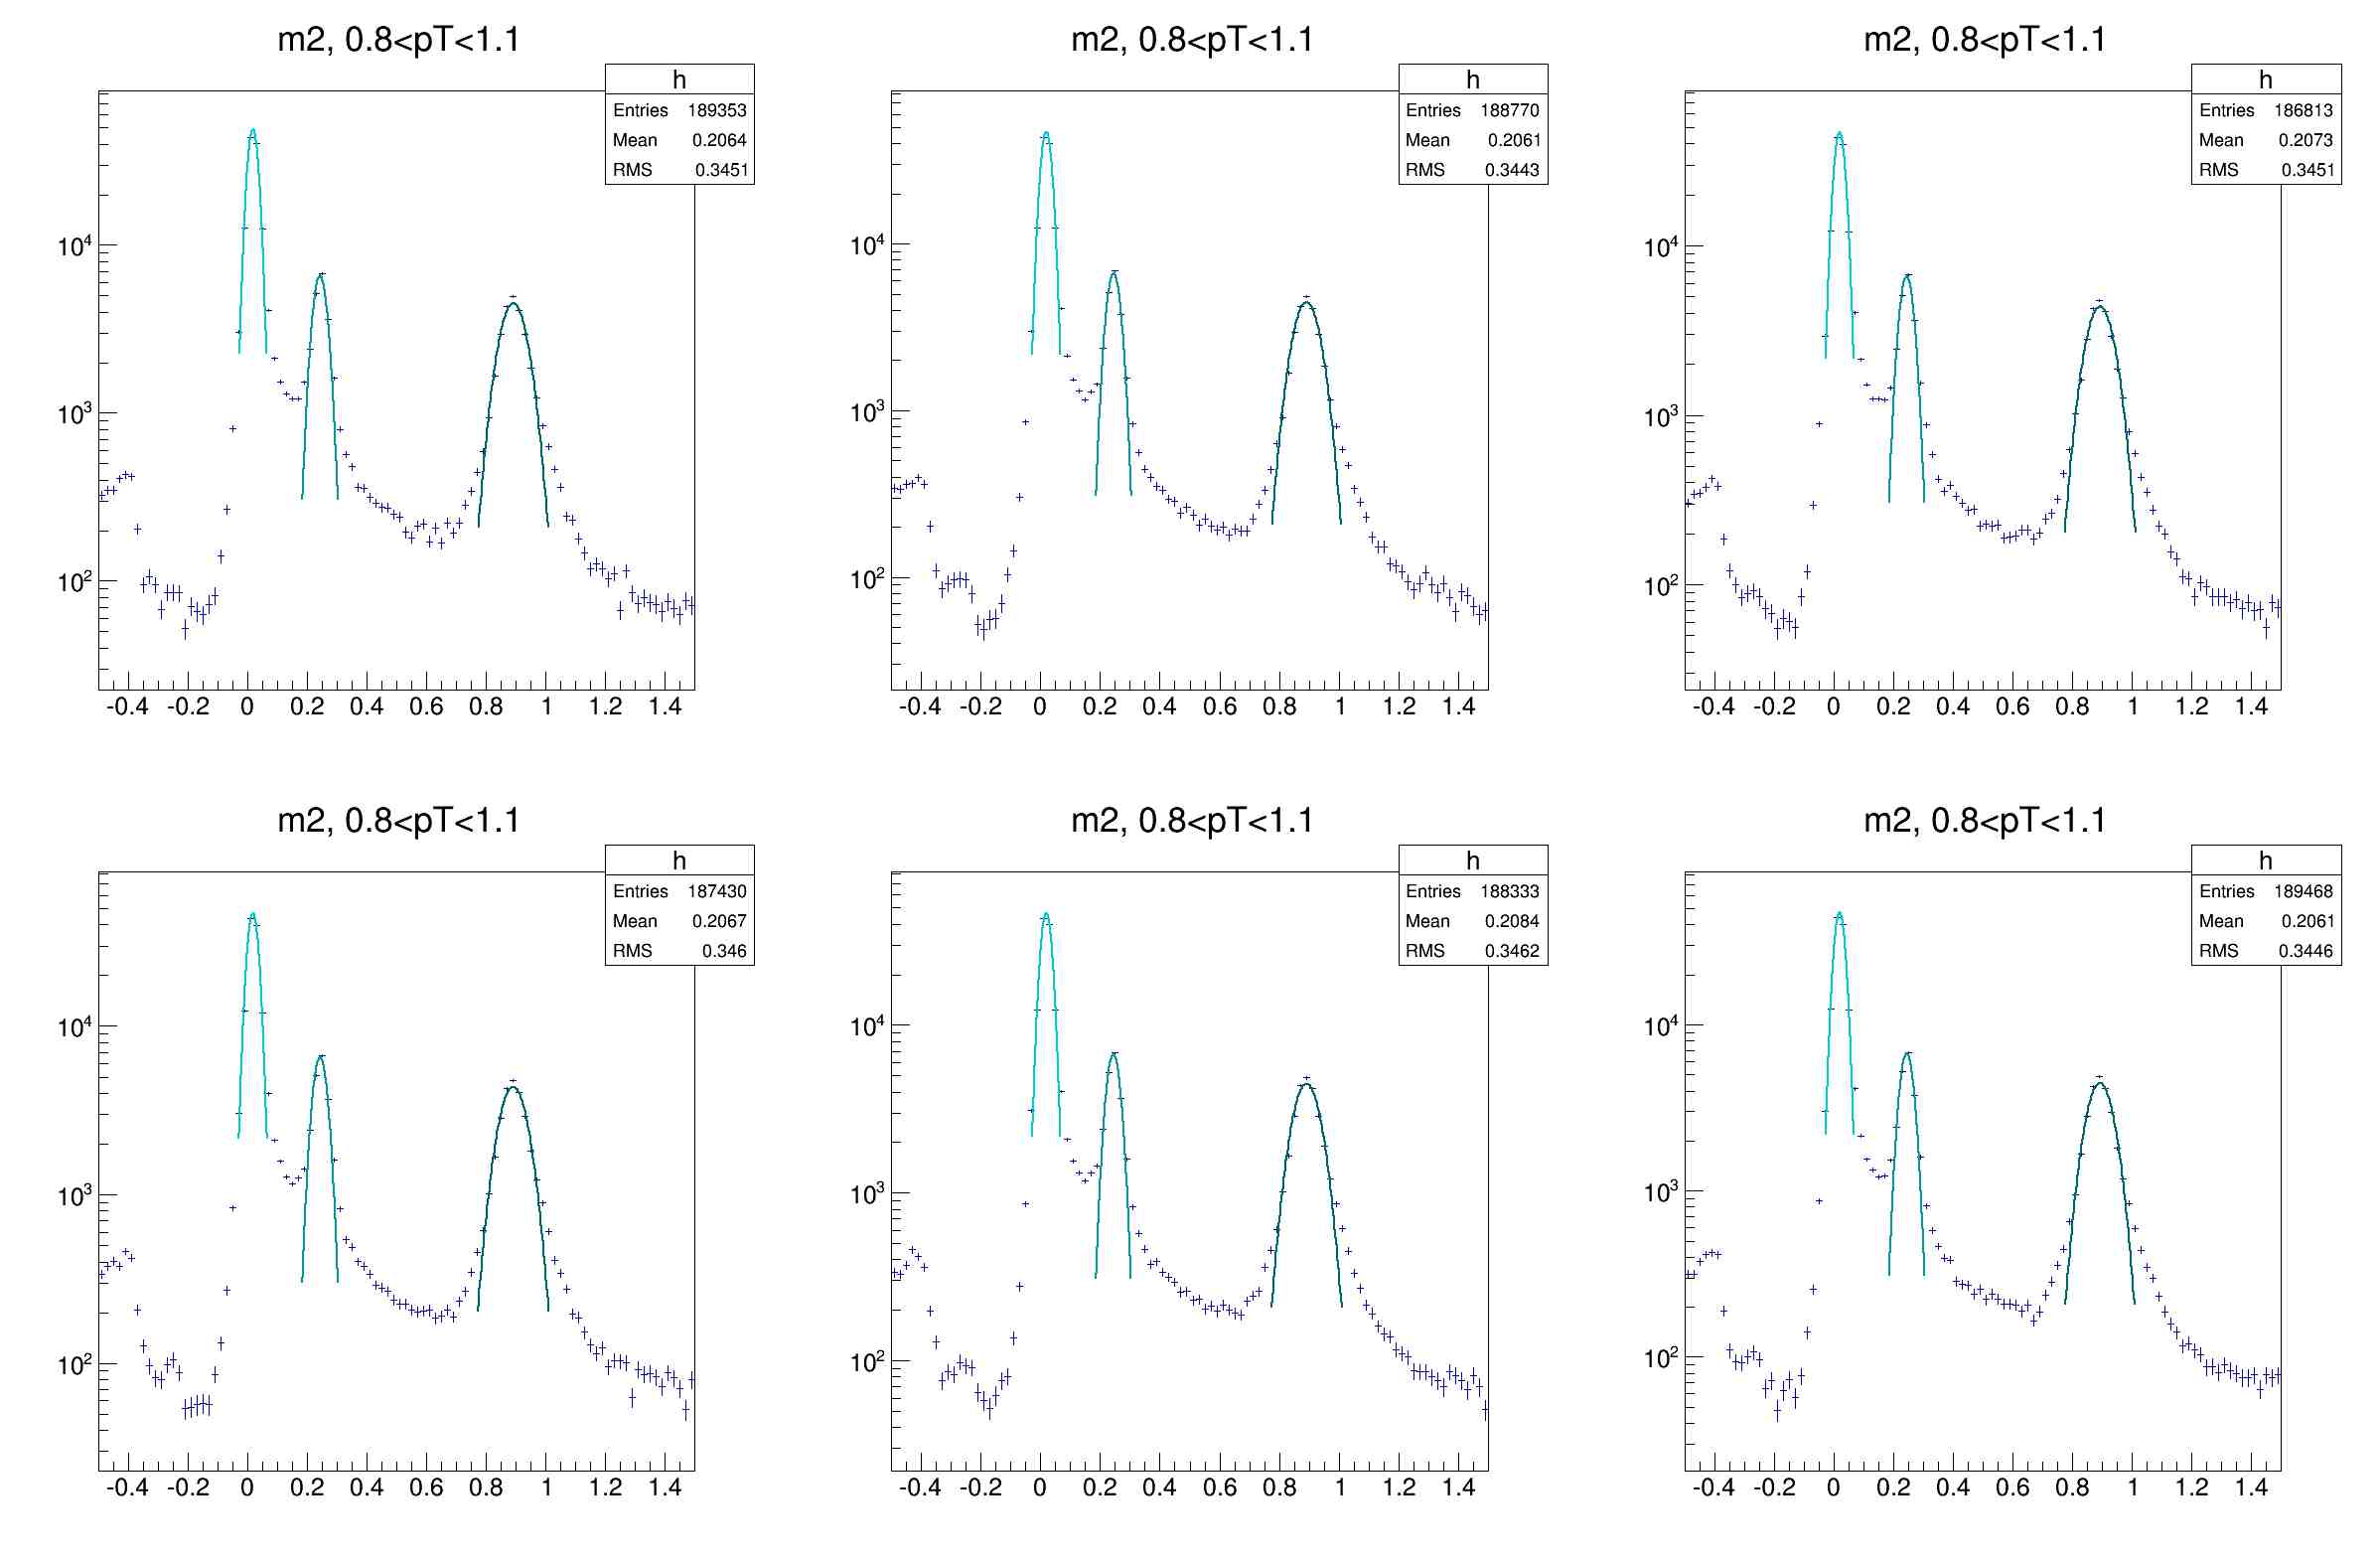 m2, 0.8<pT<1.1
h
Entries 189353
Mean 0.2064
RMS 0.3451
10^4
10^3
10^2
-0.4 -0.2 0 0.2 0.4 0.6 0.8 1 1.2 1.4
m2, 0.8<pT<1.1
h
Entries 188770
Mean 0.2061
RMS 0.3443
10^4
10^3
10^2
-0.4 -0.2 0 0.2 0.4 0.6 0.8 1 1.2 1.4
m2, 0.8<pT<1.1
h
Entries 186813
Mean 0.2073
RMS 0.3451
10^4
10^3
10^2
-0.4 -0.2 0 0.2 0.4 0.6 0.8 1 1.2 1.4
m2, 0.8<pT<1.1
h
Entries 187430
Mean 0.2067
RMS 0.346
10^4
10^3
10^2
-0.4 -0.2 0 0.2 0.4 0.6 0.8 1 1.2 1.4
m2, 0.8<pT<1.1
h
Entries 188333
Mean 0.2084
RMS 0.3462
10^4
10^3
10^2
-0.4 -0.2 0 0.2 0.4 0.6 0.8 1 1.2 1.4
m2, 0.8<pT<1.1
h
Entries 189468
Mean 0.2061
RMS 0.3446
10^4
10^3
10^2
-0.4 -0.2 0 0.2 0.4 0.6 0.8 1 1.2 1.4